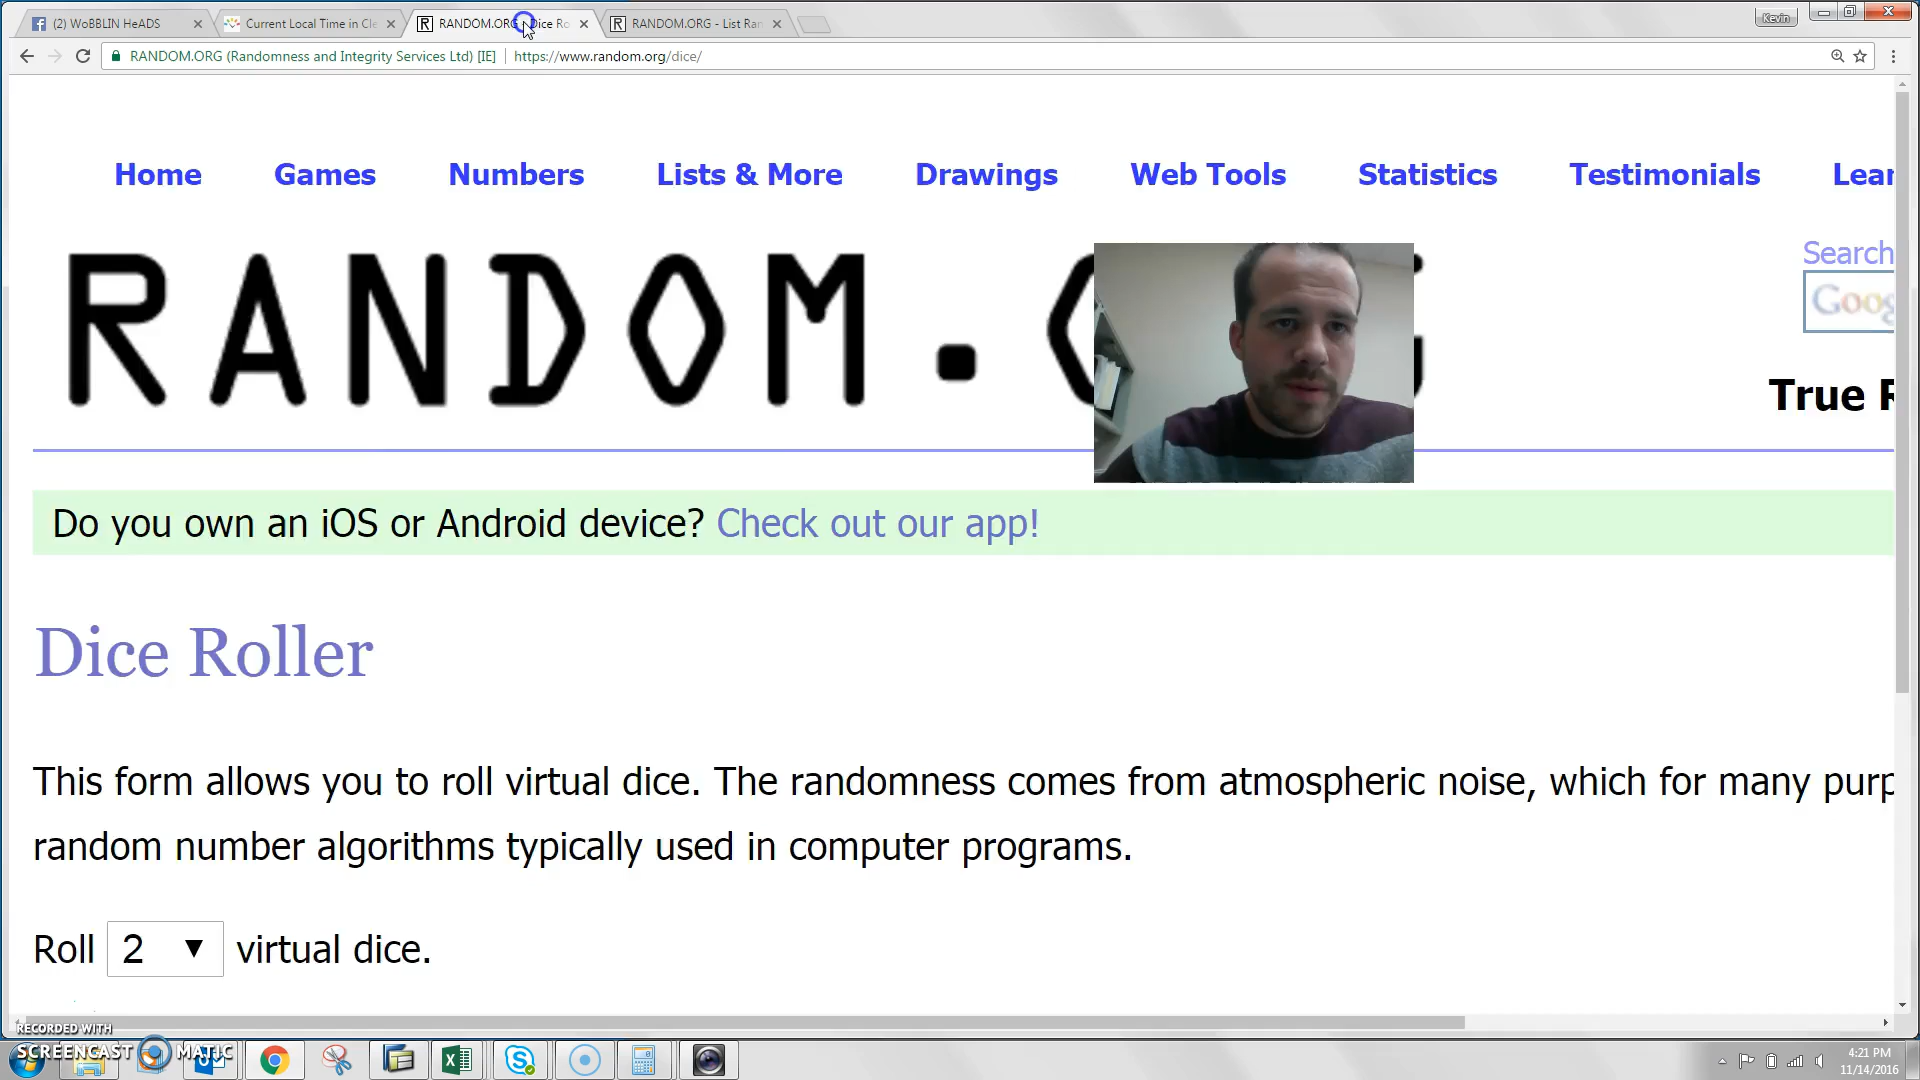 (2) WoBBLIN HeADS
Current Local Time in Cle
RANDOM.ORG - Dice Ro
RANDOM.ORG - List Ran
Kevin
RANDOM.ORG (Randomness and Integrity Services Ltd) [IE]
https://www.random.org/dice/
Home Games Numbers Lists & More Drawings Web Tools Statistics Testimonials Lear
RANDOM.
Search
Goog
True R
Do you own an iOS or Android device? Check out our app!
Dice Roller
This form allows you to roll virtual dice. The randomness comes from atmospheric noise, which for many purp
random number algorithms typically used in computer programs.
Roll 2 virtual dice.
RECORDED WITH
SCREENCAST MATIC
4:21 PM
11/14/2016